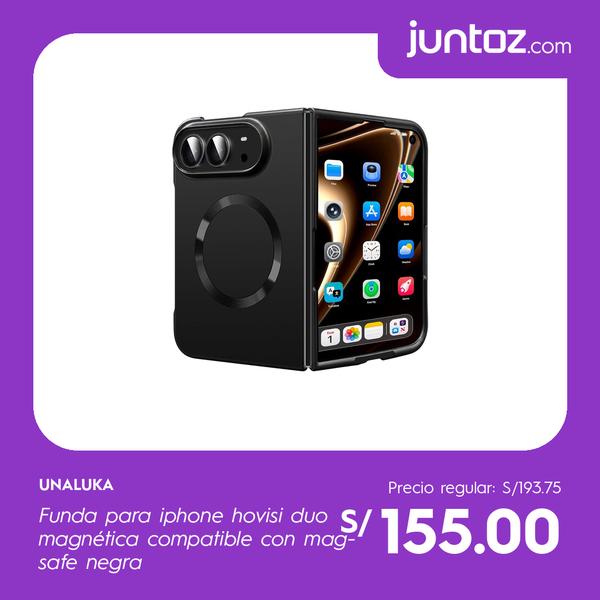 juntoz.com
UNALUKA
Funda para iphone hovisi duo
magnética compatible con mag-
safe negra
Precio regular: S/193.75
S/155.00